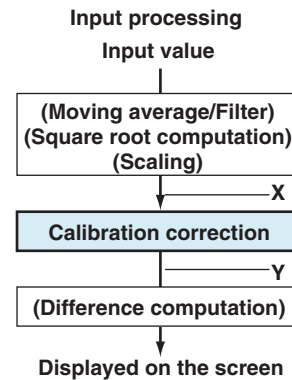 Input processing
Input value
(Moving average/Filter)
(Square root computation)
(Scaling)
X
Calibration correction
Y
(Difference computation)
Displayed on the screen